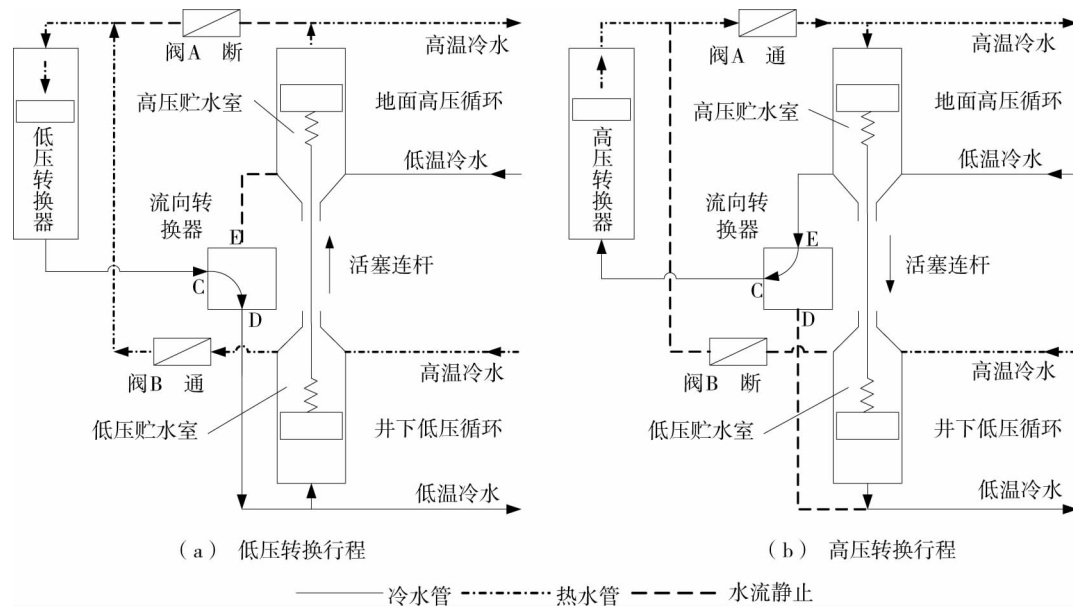 阀A 断
高温冷水
高压贮水室
地面高压循环
低压转换器
低温冷水
流向转
换器
E
C
D
活塞连杆
阀B 通
高温冷水
低压贮水室
井下低压循环
低温冷水
(a) 低压转换行程
阀A 通
高温冷水
高压贮水室
地面高压循环
高压转换器
低温冷水
流向转
换器
E
C
D
活塞连杆
阀B 断
高温冷水
低压贮水室
井下低压循环
低温冷水
(b) 高压转换行程
冷水管 热水管 水流静止